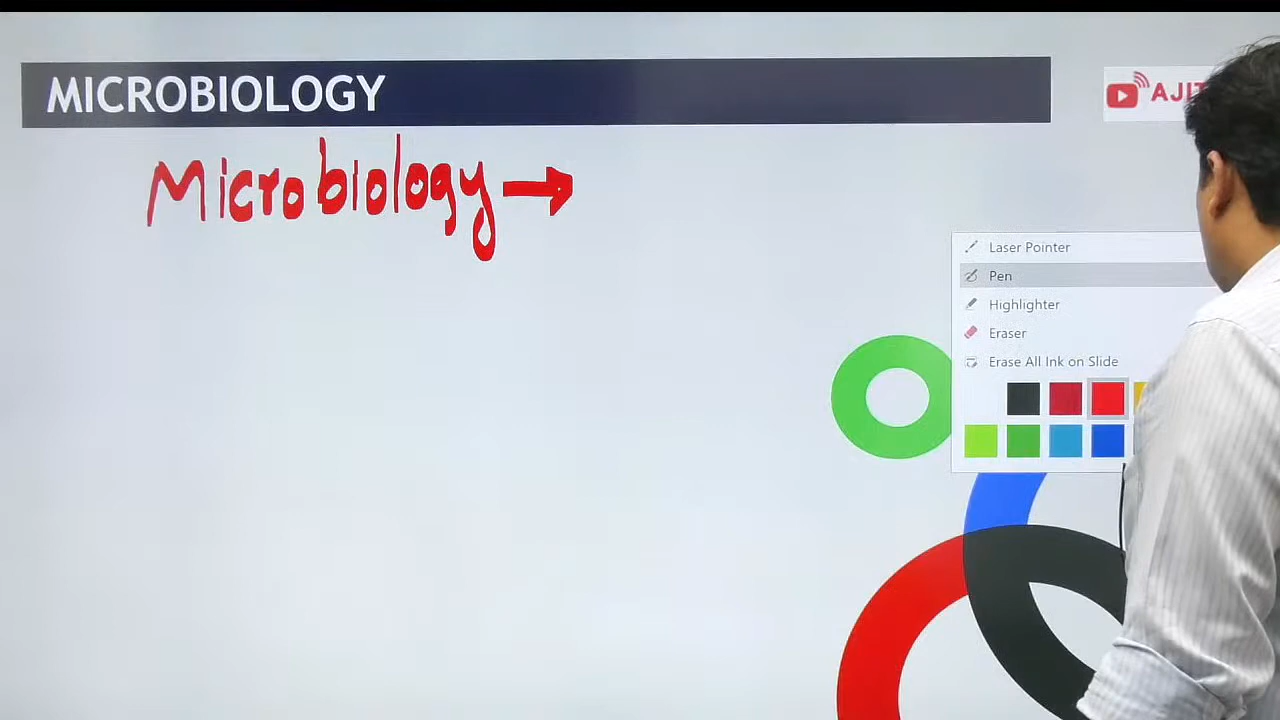 MICROBIOLOGY
AJIT
Microbiology →
Laser Pointer
Pen
Highlighter
Eraser
Erase All Ink on Slide